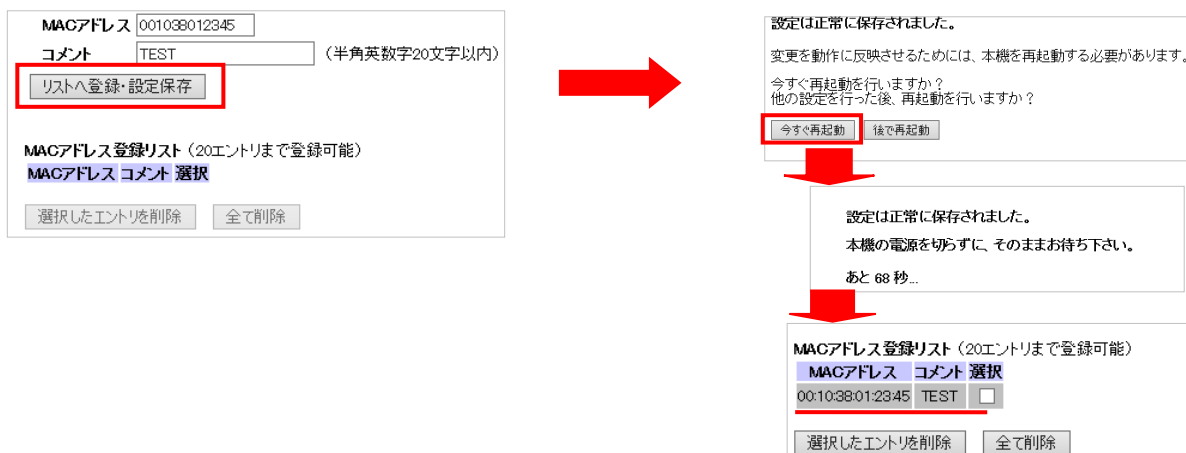 MACアドレス 001038012345
コメント TEST (半角英数字20文字以内)
リストへ登録・設定保存
MACアドレス登録リスト (20エントリまで登録可能)
MACアドレス コメント 選択
選択したエントリを削除 全て削除
設定は正常に保存されました。
変更を動作に反映させるためには、本機を再起動する必要があります。
今すぐ再起動を行いますか?
他の設定を行った後、再起動を行いますか?
今すぐ再起動 後で再起動
設定は正常に保存されました。
本機の電源を切らずに、そのままお待ち下さい。
あと 68 秒...
MACアドレス登録リスト (20エントリまで登録可能)
MACアドレス コメント 選択
00:10:38:01:23:45 TEST
選択したエントリを削除 全て削除